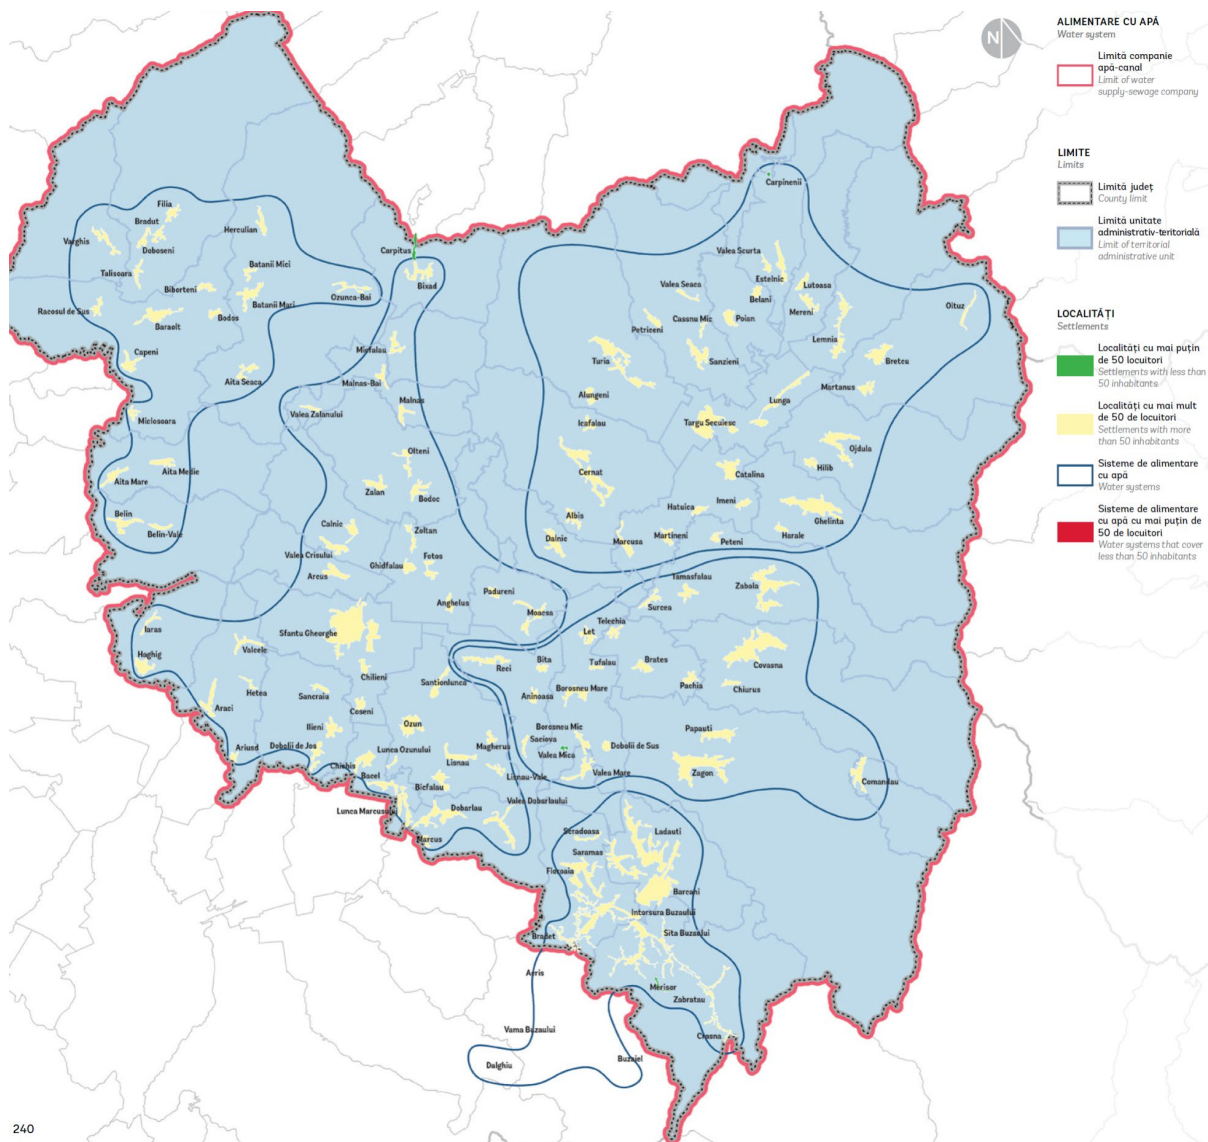 N
ALIMENTARE CU APĂ
Water system
Limită companie
apă-canal
Limit of water
supply-sewage company
LIMITE
Limits
Limită județ
County limit
Limită unitate
administrativ-teritorială
Limit of territorial
administrative unit
LOCALITĂȚI
Settlements
Localități cu mai puțin
de 50 locuitori
Settlements with less than
50 inhabitants
Localități cu mai mult
de 50 de locuitori
Settlements with more
than 50 inhabitants
Sisteme de alimentare
cu apă
Water systems
Sisteme de alimentare
cu apă cu mai puțin de
50 de locuitori
Water systems that cover
less than 50 inhabitants
Carpinenii
Filia
Bradut
Herculian
Varghis
Doboseni
Carpitus
Valea Scurta
Talisoara
Batanii Mici
Estelnic
Lutoasa
Biborteni
Ozunca-Bai
Bixad
Valea Seaca
Belani
Racosul de Sus
Batanii Mari
Mereni
Oituz
Baraolt
Bodos
Petriceni
Cassnu Mic
Poian
Lemnia
Capeni
Micfalau
Turia
Sanzieni
Bretcu
Aita Seaca
Malnas-Bai
Martanus
Malnas
Alungeni
Lunga
Miclosoara
Valea Zalanului
Icafalau
Targu Secuiesc
Olteni
Ojdula
Aita Medie
Hilib
Aita Mare
Cernat
Catalina
Zalan
Bodoc
Imeni
Belin
Hatuica
Calnic
Albis
Ghelinta
Belin-Vale
Zoltan
Dalnic
Marcusa
Martineni
Peteni
Harale
Valea Crisului
Fotos
Ghidfalau
Arcus
Tamasfalau
Zabala
Padureni
Anghelus
Surcea
Moacsa
Telechia
Iaras
Sfantu Gheorghe
Let
Valcele
Haghig
Reci
Bita
Tufalau
Brates
Covasna
Chilieni
Santionlunca
Pachia
Hetea
Sancraiu
Aninoasa
Borosneu Mare
Chiurus
Araci
Coseni
Ilieni
Ozun
Borosneu Mic
Papauti
Ariusd
Dobolii de Jos
Lunca Ozunului
Magherus
Saciova
Dobolii de Sus
Valea Mica
Chichis
Lisnau
Bacel
Lisnau-Vale
Valea Mare
Zagon
Comandau
Bicfalau
Valea Dobarlaului
Lunca Marcusului
Dobarlau
Marcus
Scradoasa
Ladauti
Saramas
Floroaia
Barcani
Intorsura Buzaului
Bradet
Sita Buzaului
Acris
Merisor
Zabratau
Vama Buzaului
Crasna
Dalghiu
Buzaiel
240